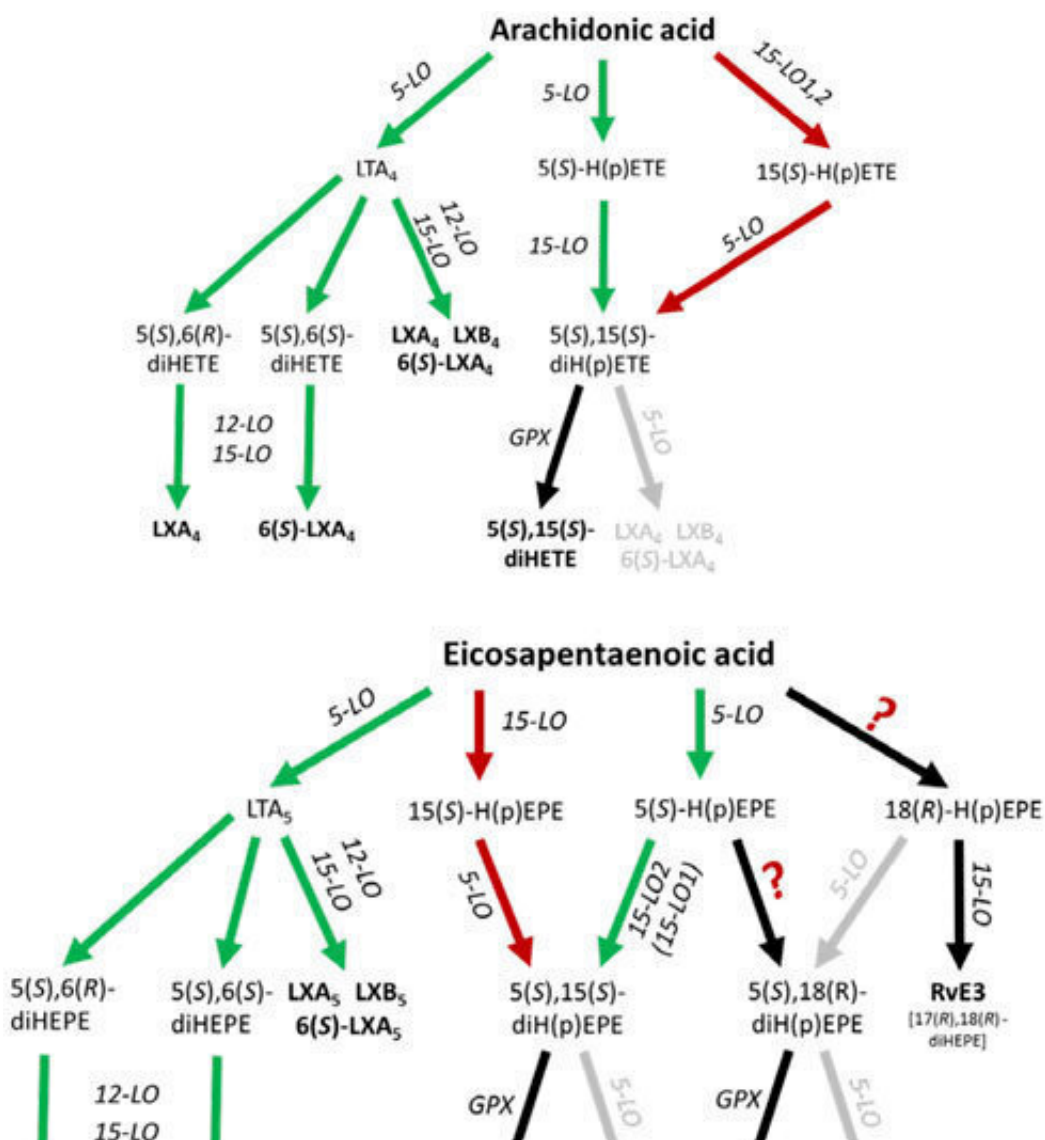 Arachidonic acid
5-LO
5-LO
15-LO1,2
LTA₄
5(S)-H(p)ETE
15(S)-H(p)ETE
12-LO
15-LO
15-LO
5-LO
5(S),6(R)-
diHETE
5(S),6(S)-
diHETE
LXA₄ LXB₄
6(S)-LXA₄
5(S),15(S)-
diH(p)ETE
12-LO
15-LO
GPX
5-LO
LXA₄
6(S)-LXA₄
5(S),15(S)-
diHETE
LXA₄ LXB₄
6(S)-LXA₄
Eicosapentaenoic acid
5-LO
15-LO
5-LO
?
LTA₅
15(S)-H(p)EPE
5(S)-H(p)EPE
18(R)-H(p)EPE
12-LO
15-LO
5-LO
15-LO2
(15-LO1)
?
5-LO
15-LO
5(S),6(R)-
diHEPE
5(S),6(S)-
diHEPE
LXA₅ LXB₅
6(S)-LXA₅
5(S),15(S)-
diH(p)EPE
5(S),18(R)-
diH(p)EPE
RvE3
[17(R),18(R)-
diHEPE]
12-LO
15-LO
GPX
5-LO
GPX
5-LO